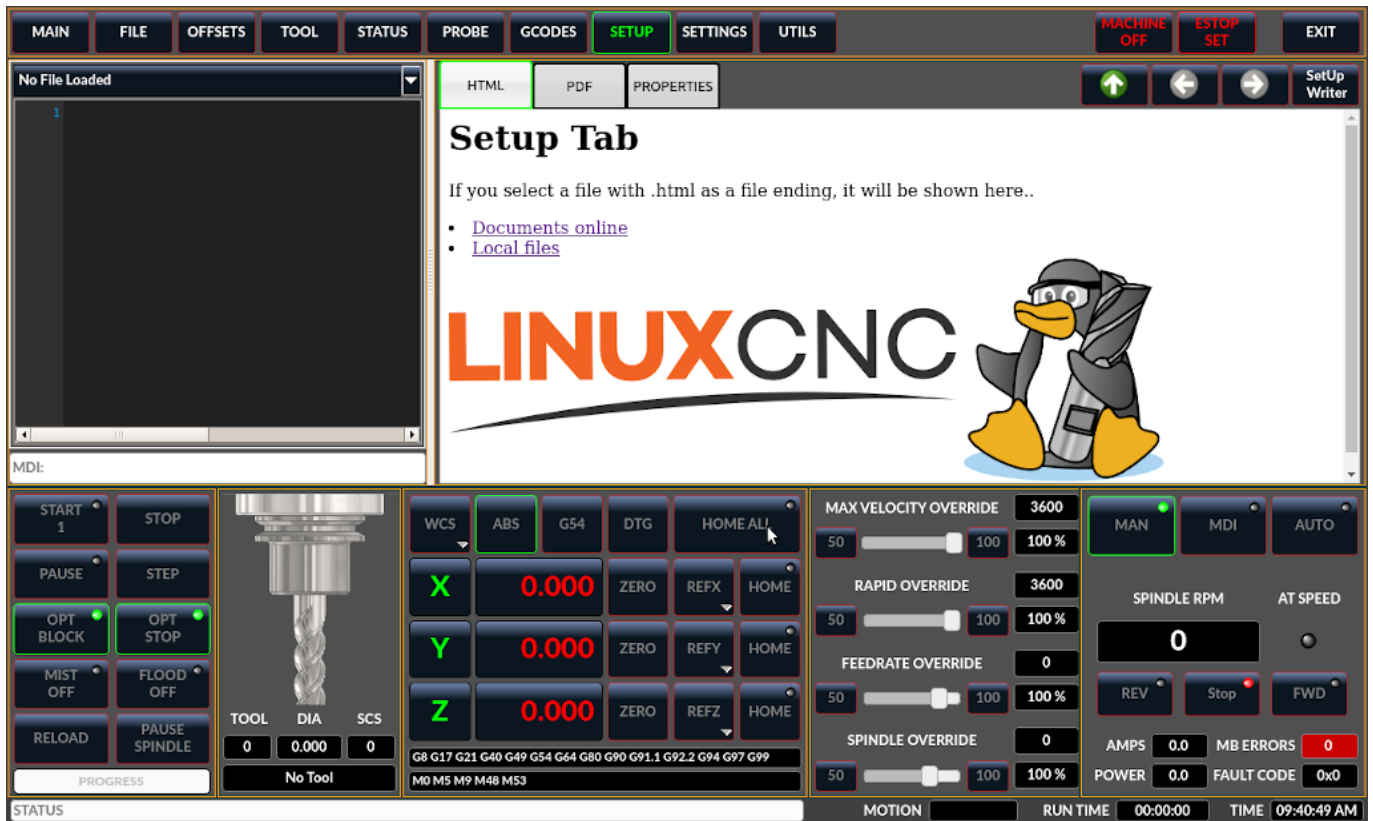 MAIN FILE OFFSETS TOOL STATUS PROBE GCODES SETUP SETTINGS UTILS MACHINE OFF ESTOP SET EXIT
No File Loaded
1
MDI:
HTML PDF PROPERTIES SetUp Writer
Setup Tab
If you select a file with .html as a file ending, it will be shown here..
• Documents online
• Local files
LINUXCNC
START 1 STOP
PAUSE STEP
OPT BLOCK OPT STOP
MIST OFF FLOOD OFF
RELOAD PAUSE SPINDLE
PROGRESS
TOOL DIA SCS
0 0.000 0
No Tool
WCS ABS G54 DTG HOME ALL
X 0.000 ZERO REFX HOME
Y 0.000 ZERO REFY HOME
Z 0.000 ZERO REFZ HOME
G8 G17 G21 G40 G49 G54 G64 G80 G90 G91.1 G92.2 G94 G97 G99
M0 M5 M9 M48 M53
MAX VELOCITY OVERRIDE 3600
50 100 100 %
RAPID OVERRIDE 3600
50 100 100 %
FEEDRATE OVERRIDE 0
50 100 100 %
SPINDLE OVERRIDE 0
50 100 100 %
MAN MDI AUTO
SPINDLE RPM AT SPEED
0
REV Stop FWD
AMPS 0.0 MB ERRORS 0
POWER 0.0 FAULT CODE 0x0
STATUS MOTION RUN TIME 00:00:00 TIME 09:40:49 AM